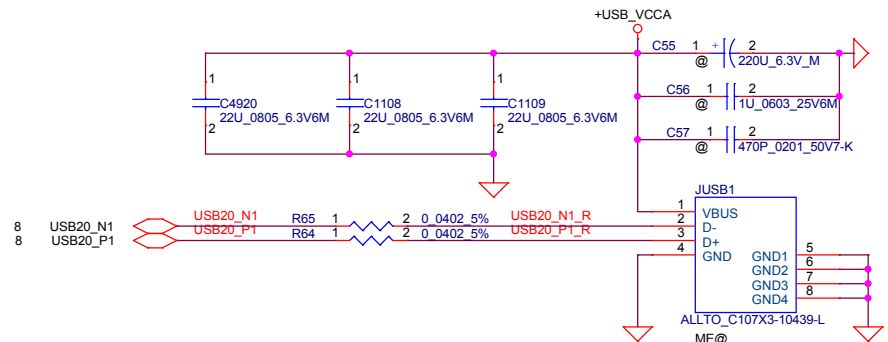 +USB_VCCA
C55 1 + 2
@ 220U_6.3V_M
1 1 1
C4920 C1108 C1109
22U_0805_6.3V6M 22U_0805_6.3V6M 22U_0805_6.3V6M
2 2 2
C56 1 2
@ 1U_0603_25V6M
C57 1 2
@ 470P_0201_50V7-K
JUSB1
8 USB20_N1 USB20_N1 R65 1 2 0_0402_5% USB20_N1_R
8 USB20_P1 USB20_P1 R64 1 2 0_0402_5% USB20_P1_R
1 VBUS
2 D-
3 D+
4 GND
GND1 5
GND2 6
GND3 7
GND4 8
ALLTO_C107X3-10439-L
ME@